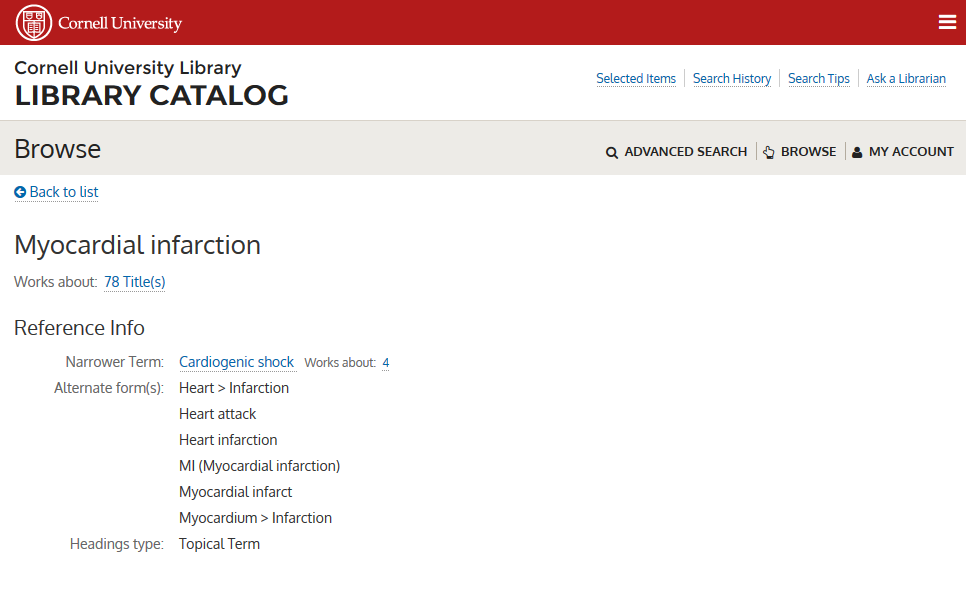 Cornell University
Cornell University Library
LIBRARY CATALOG
Selected Items Search History Search Tips Ask a Librarian
Browse
ADVANCED SEARCH BROWSE MY ACCOUNT
Back to list
Myocardial infarction
Works about: 78 Title(s)
Reference Info
Narrower Term: Cardiogenic shock Works about: 4
Alternate form(s): Heart > Infarction
Heart attack
Heart infarction
MI (Myocardial infarction)
Myocardial infarct
Myocardium > Infarction
Headings type: Topical Term